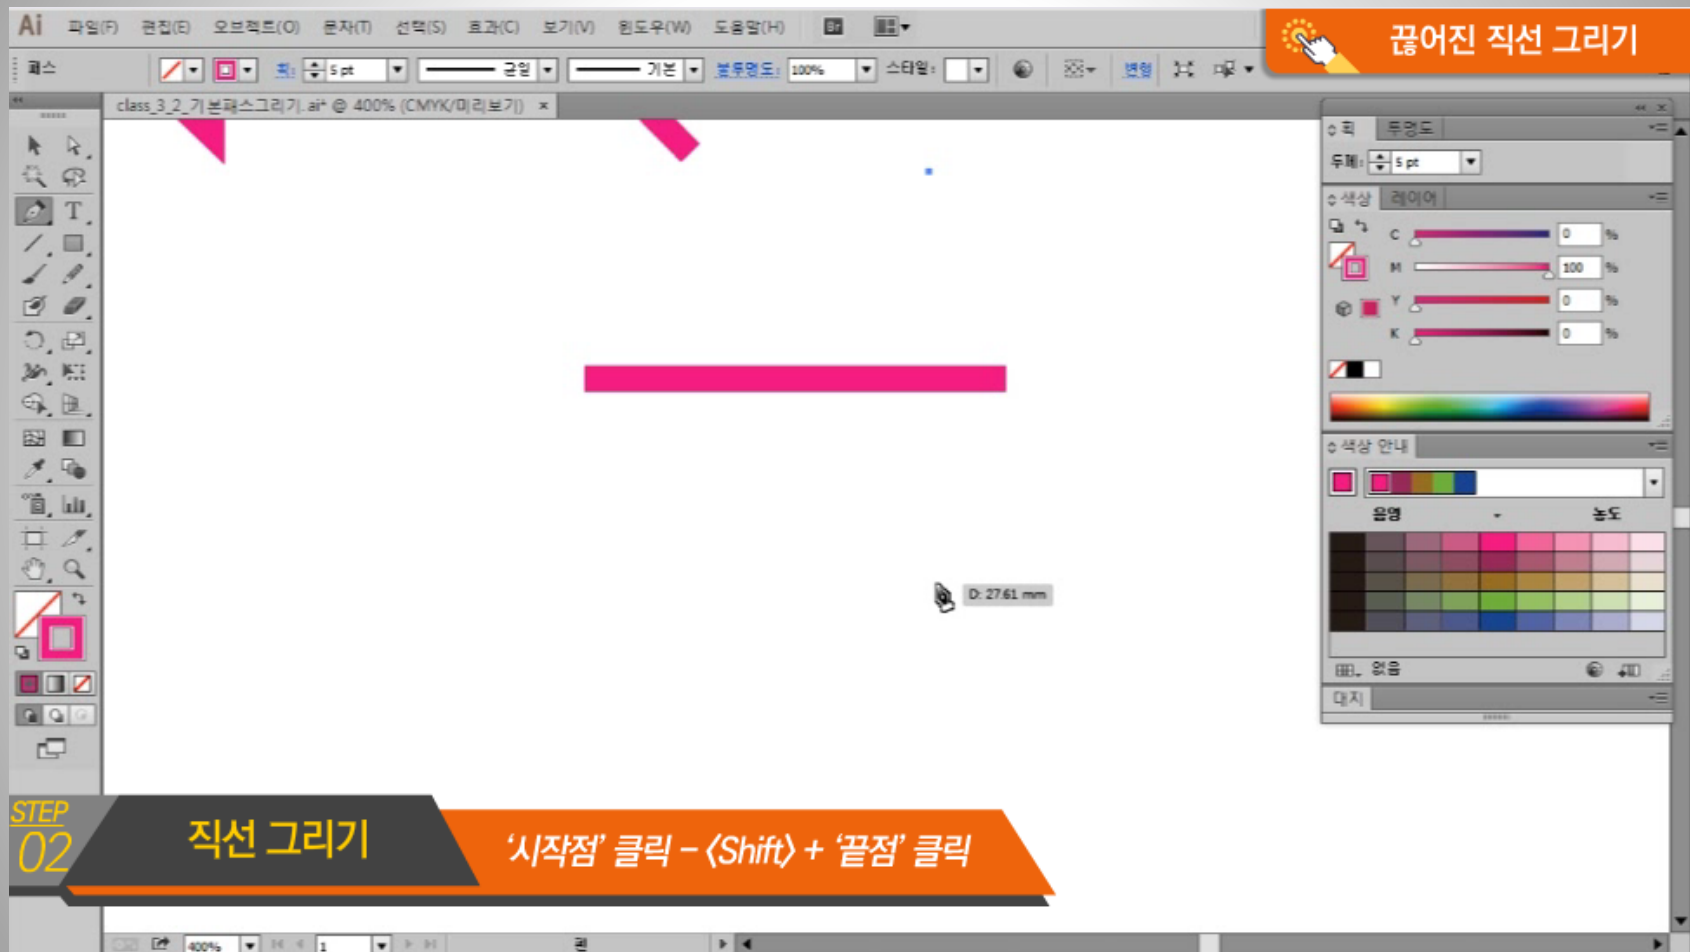 Ai 파일(F) 편집(E) 오브젝트(O) 문자(T) 선택(S) 효과(C) 보기(V) 윈도우(W) 도움말(H) Br
끊어진 직선 그리기
패스 획: 5 pt 균일 기본 불투명도: 100% 스타일: 변형
class_3_2_기본패스그리기.ai* @ 400% (CMYK/미리보기) ×
획 투명도
두께: 5 pt
색상 레이어
C 0 %
M 100 %
Y 0 %
K 0 %
색상 안내
음영 농도
없음
대지
T
D: 27.61 mm
STEP
02
직선 그리기
‘시작점’ 클릭 – 〈Shift〉 + ‘끝점’ 클릭
400% 1 펜